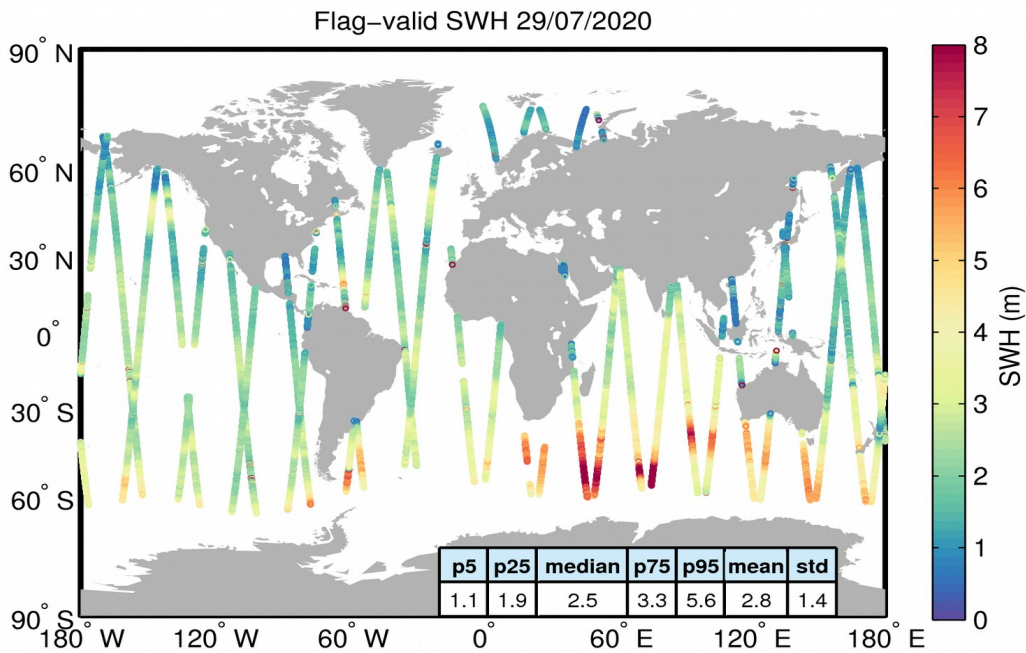 Flag−valid SWH 29/07/2020
90° N
60° N
30° N
0°
30° S
60° S
90° S
180° W
120° W
60° W
0°
60° E
120° E
180° E
8
7
6
5
4
3
2
1
0
SWH (m)
p5 p25 median p75 p95 mean std
1.1 1.9 2.5 3.3 5.6 2.8 1.4